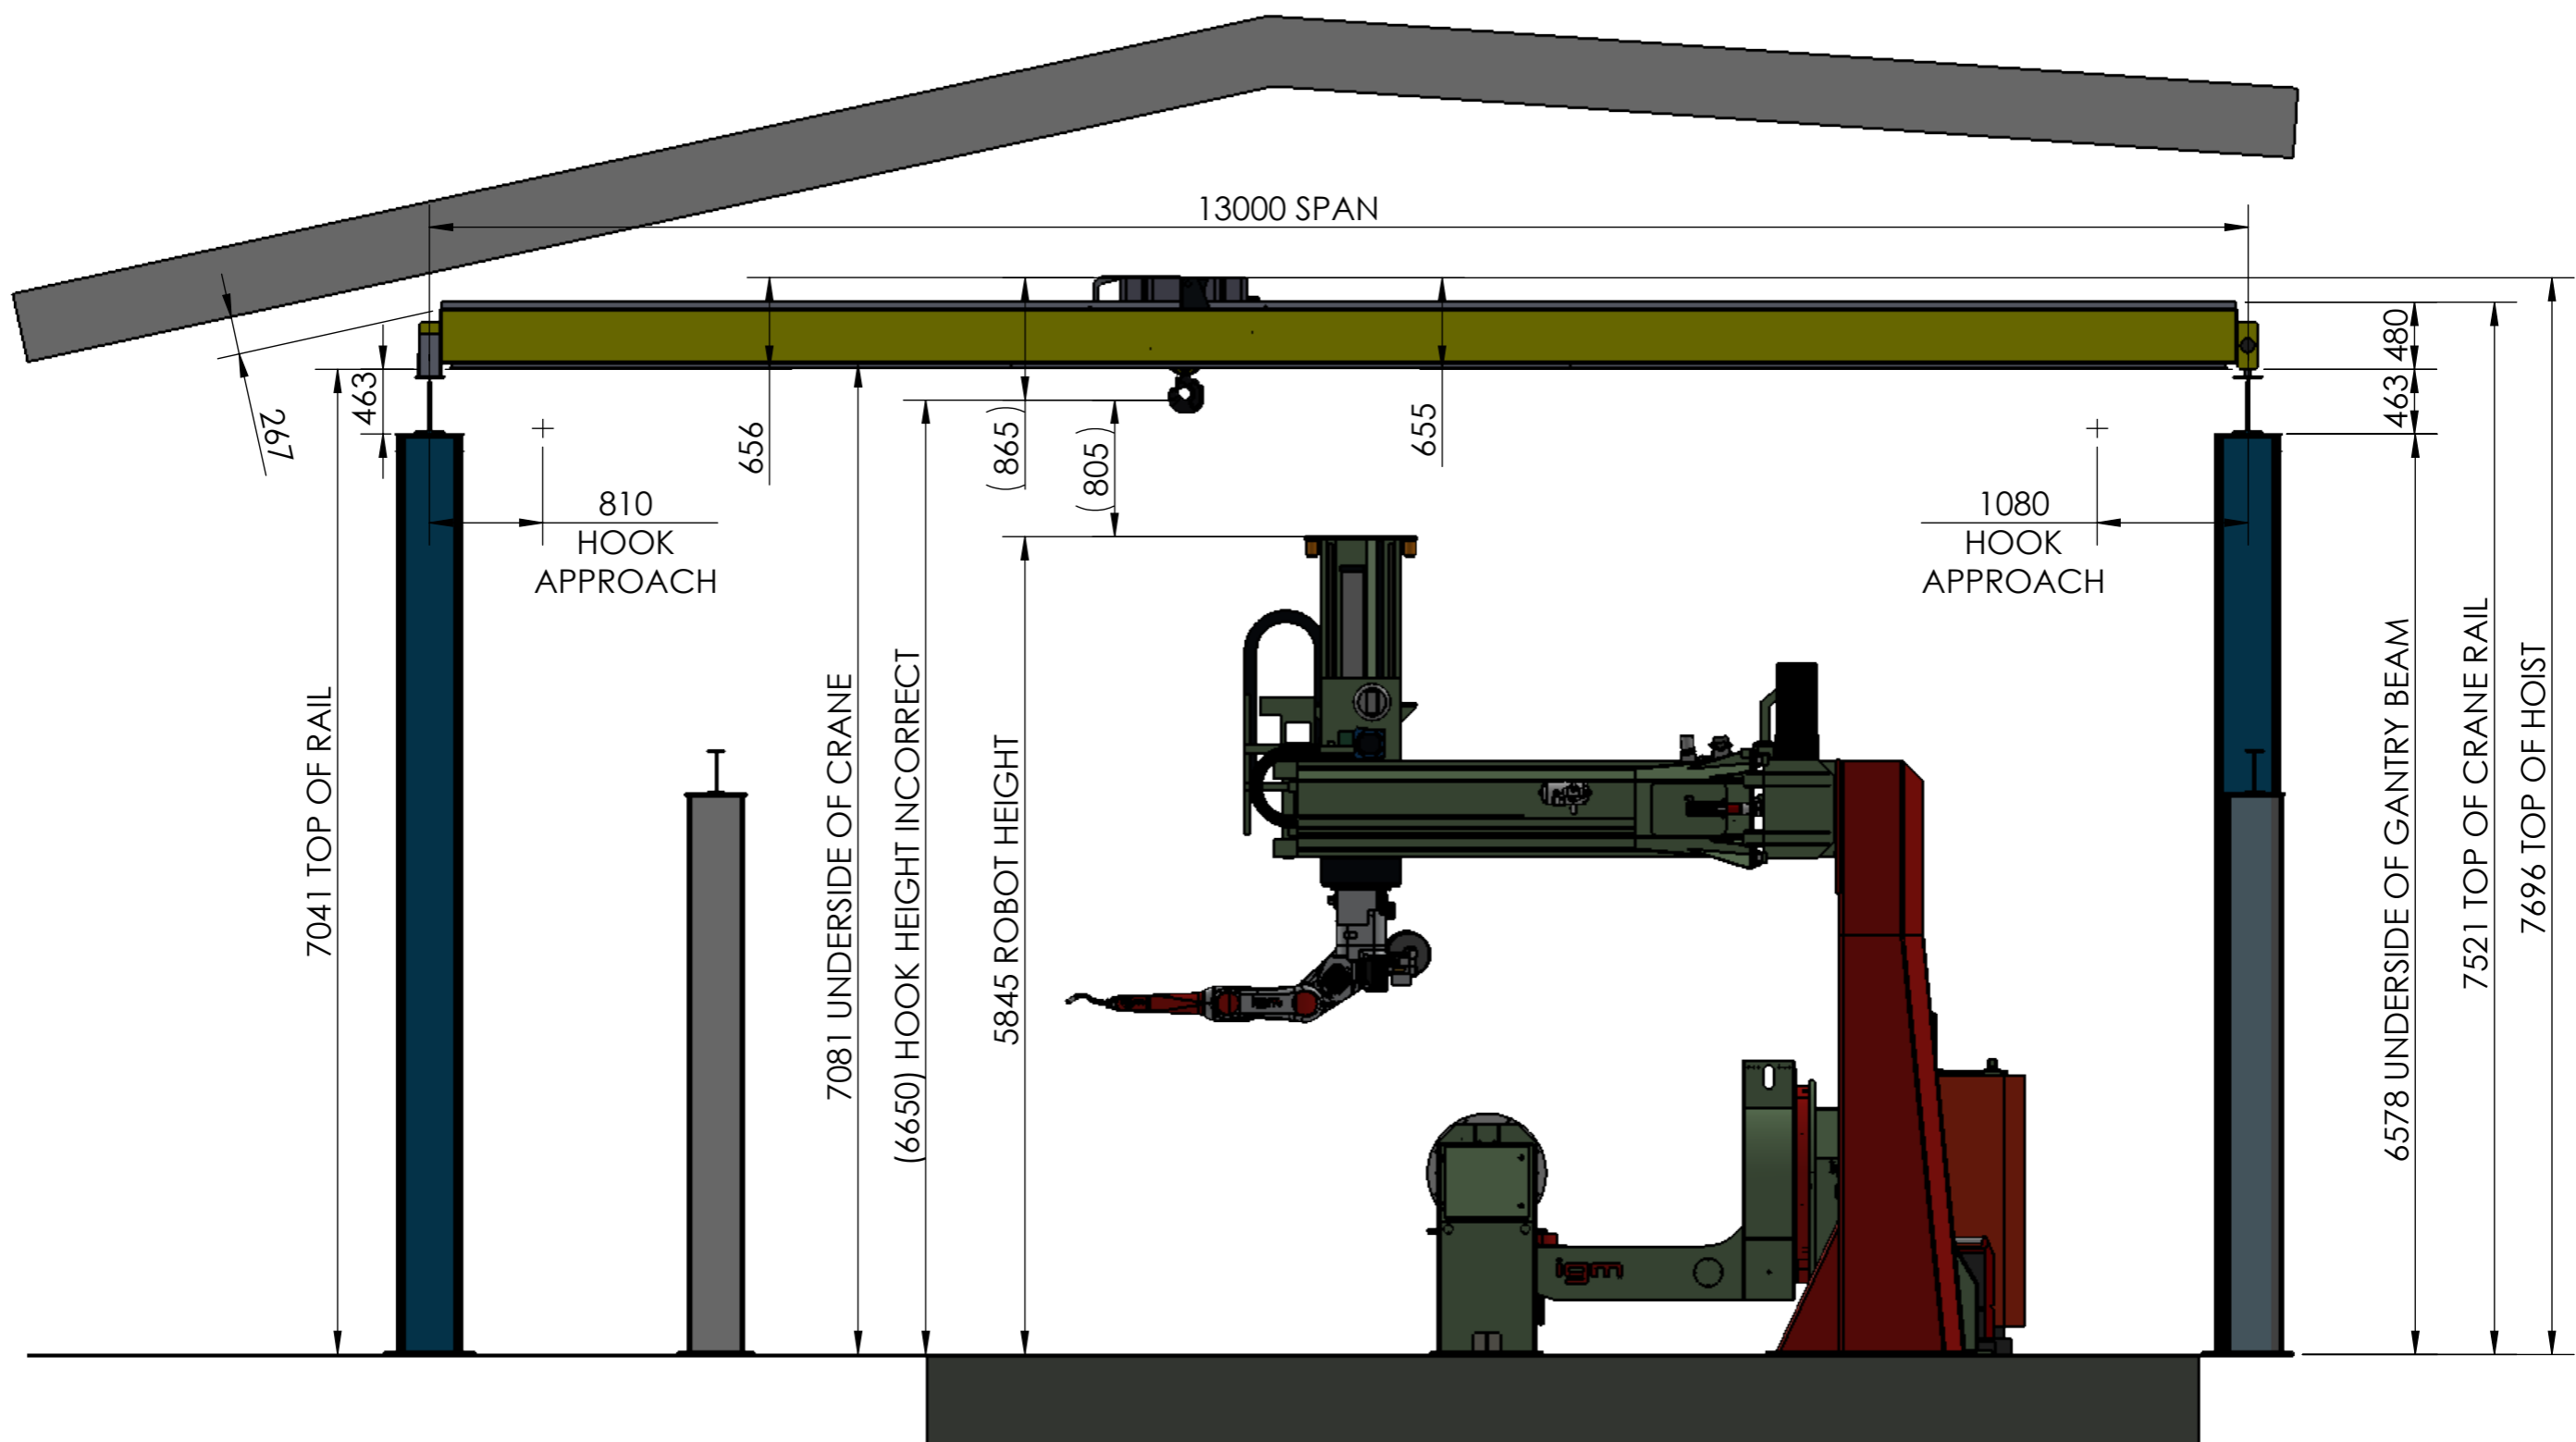 13000 SPAN
267
463
656
(865)
(805)
655
480
463
810
HOOK
APPROACH
1080
HOOK
APPROACH
7041 TOP OF RAIL
7081 UNDERSIDE OF CRANE
(6650) HOOK HEIGHT INCORRECT
5845 ROBOT HEIGHT
6578 UNDERSIDE OF GANTRY BEAM
7521 TOP OF CRANE RAIL
7696 TOP OF HOIST
igm